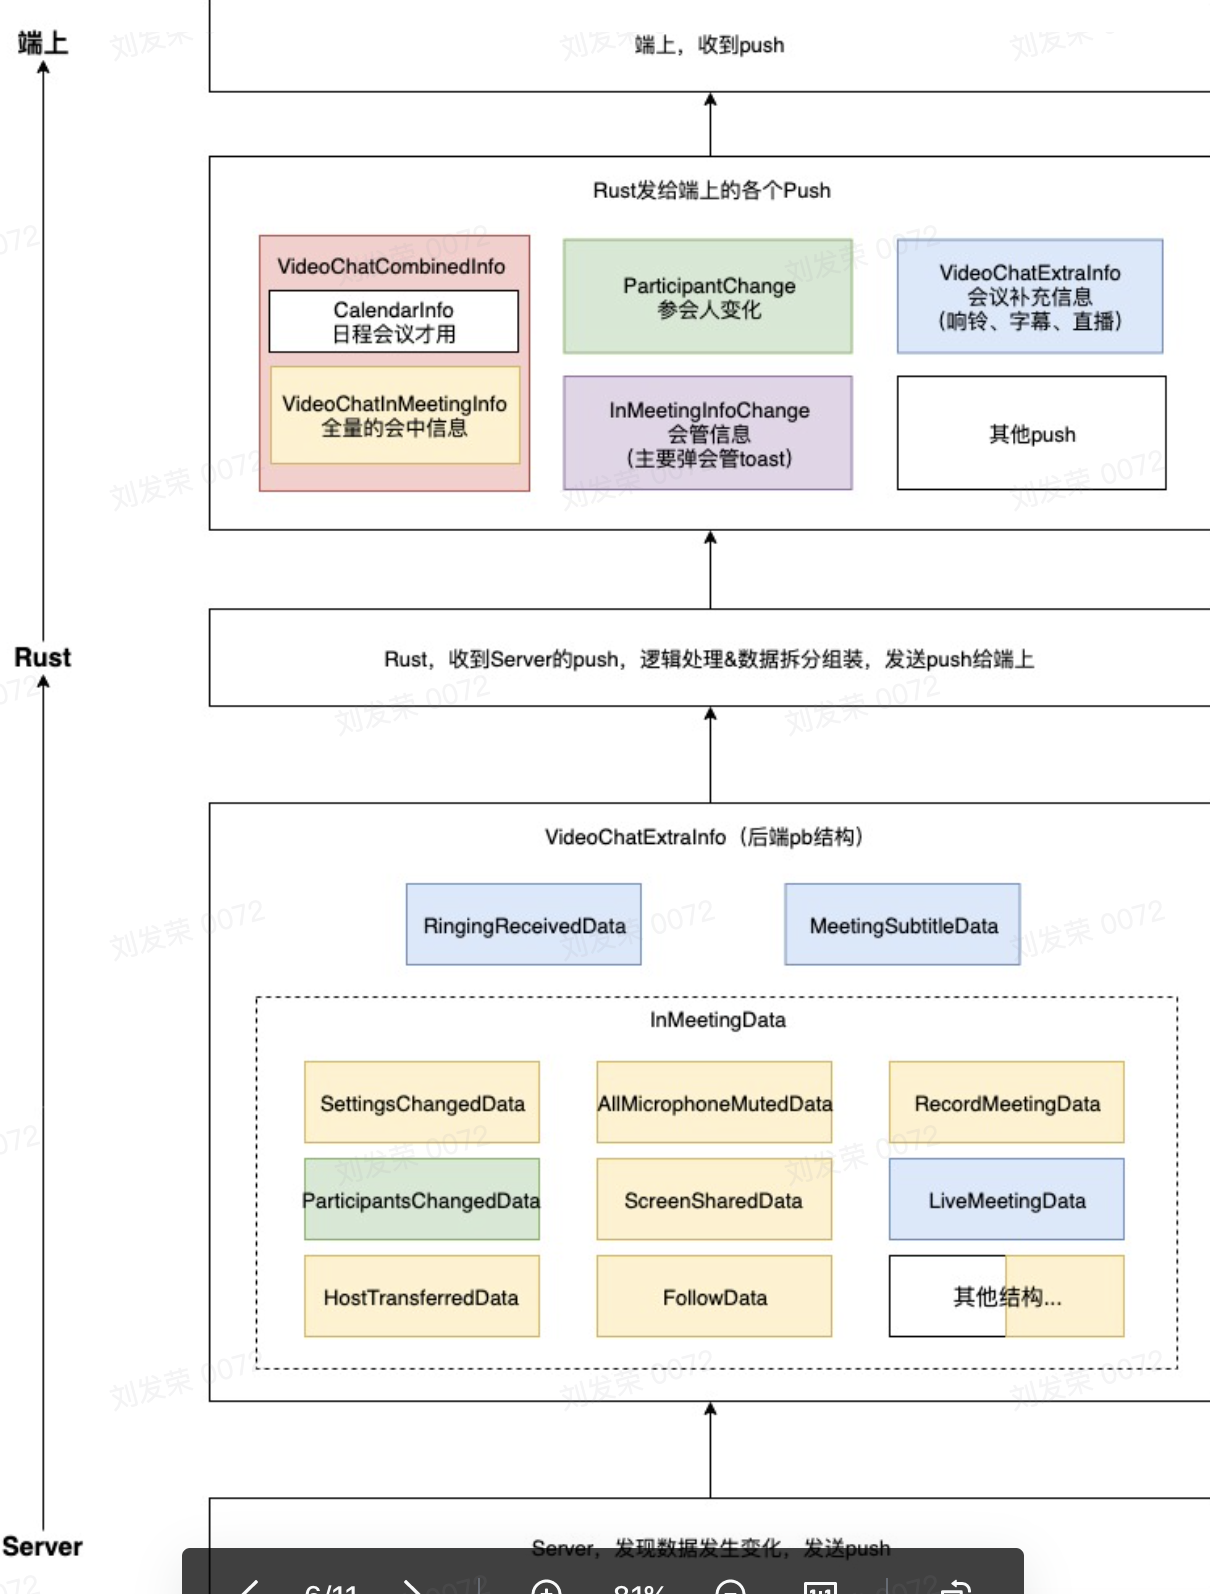 端上
端上，收到push
Rust发给端上的各个Push
VideoChatCombinedInfo
CalendarInfo
日程会议才用
VideoChatInMeetingInfo
全量的会中信息
ParticipantChange
参会人变化
InMeetingInfoChange
会管信息
（主要弹会管toast）
VideoChatExtraInfo
会议补充信息
（响铃、字幕、直播）
其他push
Rust
Rust，收到Server的push，逻辑处理&数据拆分组装，发送push给端上
VideoChatExtraInfo（后端pb结构）
RingingReceivedData
MeetingSubtitleData
InMeetingData
SettingsChangedData
AllMicrophoneMutedData
RecordMeetingData
ParticipantsChangedData
ScreenSharedData
LiveMeetingData
HostTransferredData
FollowData
其他结构...
Server
Server，发现数据发生变化，发送push
6/11
81%
1:1
刘发荣 0072